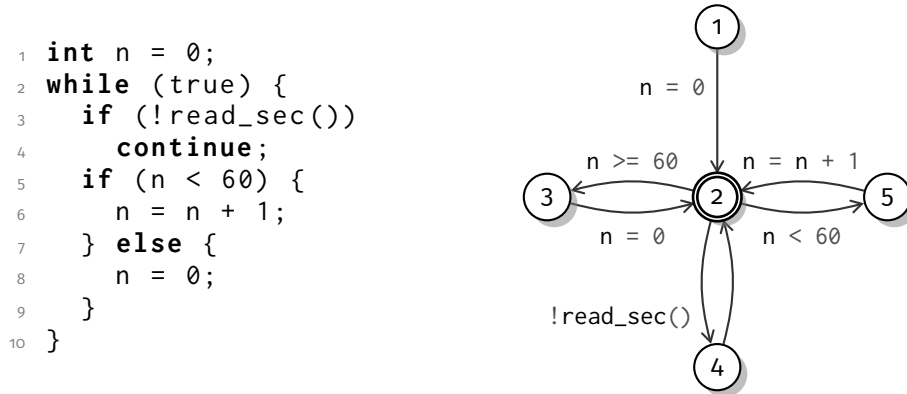 1 int n = 0;
2 while (true) {
3 if (!read_sec())
4 continue;
5 if (n < 60) {
6 n = n + 1;
7 } else {
8 n = 0;
9 }
10 }
1
n = 0
n >= 60
n = n + 1
3
2
5
n = 0
n < 60
!read_sec()
4